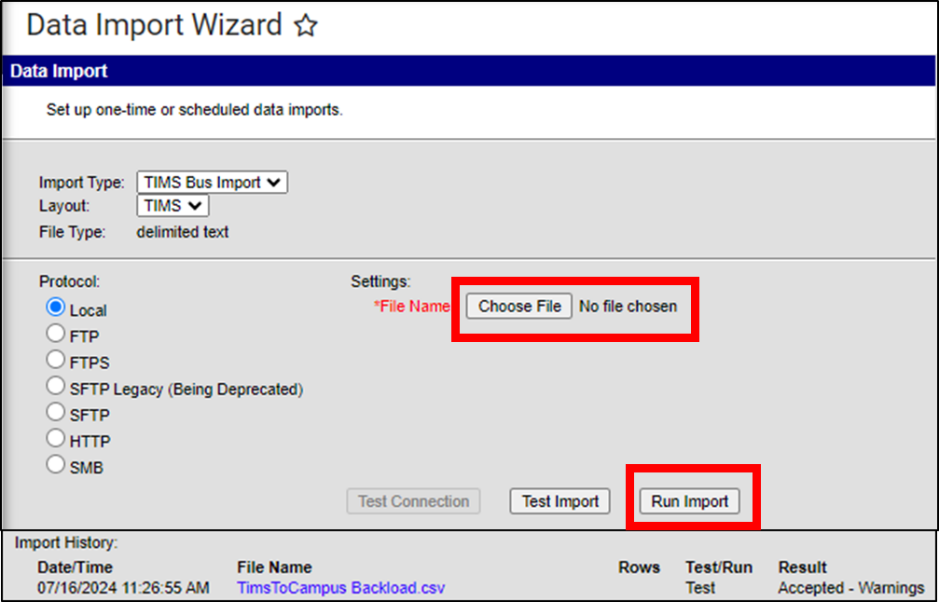 Data Import Wizard ☆
Data Import
Set up one-time or scheduled data imports.
Import Type: TIMS Bus Import
Layout: TIMS
File Type: delimited text
Protocol: Settings:
Local *File Name Choose File No file chosen
FTP
FTPS
SFTP Legacy (Being Deprecated)
SFTP
HTTP
SMB
Test Connection Test Import Run Import
Import History:
Date/Time File Name Rows Test/Run Result
07/16/2024 11:26:55 AM TimsToCampus Backload.csv Test Accepted - Warnings